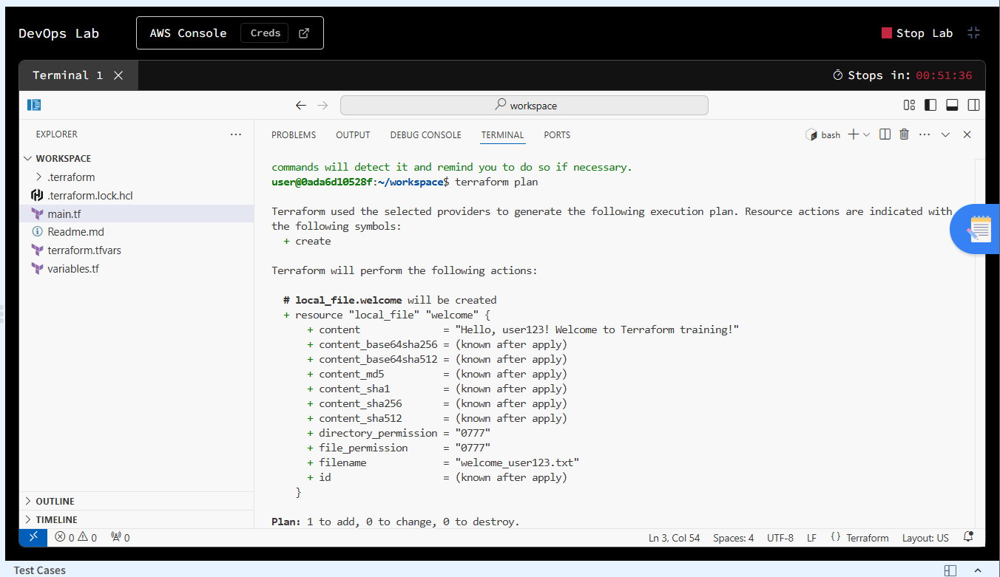 DevOps Lab
AWS Console Creds
Stop Lab
Terminal 1
Stops in: 00:51:36
workspace
EXPLORER
PROBLEMS OUTPUT DEBUG CONSOLE TERMINAL PORTS
bash
WORKSPACE
.terraform
.terraform.lock.hcl
main.tf
Readme.md
terraform.tfvars
variables.tf
OUTLINE
TIMELINE
commands will detect it and remind you to do so if necessary.
user@0ada6d10528f:~/workspace$ terraform plan
Terraform used the selected providers to generate the following execution plan. Resource actions are indicated with
the following symbols:
+ create
Terraform will perform the following actions:
# local_file.welcome will be created
+ resource "local_file" "welcome" {
+ content = "Hello, user123! Welcome to Terraform training!"
+ content_base64sha256 = (known after apply)
+ content_base64sha512 = (known after apply)
+ content_md5 = (known after apply)
+ content_sha1 = (known after apply)
+ content_sha256 = (known after apply)
+ content_sha512 = (known after apply)
+ directory_permission = "0777"
+ file_permission = "0777"
+ filename = "welcome_user123.txt"
+ id = (known after apply)
}
Plan: 1 to add, 0 to change, 0 to destroy.
0 0 0
Ln 3, Col 54 Spaces: 4 UTF-8 LF {} Terraform Layout: US
Test Cases